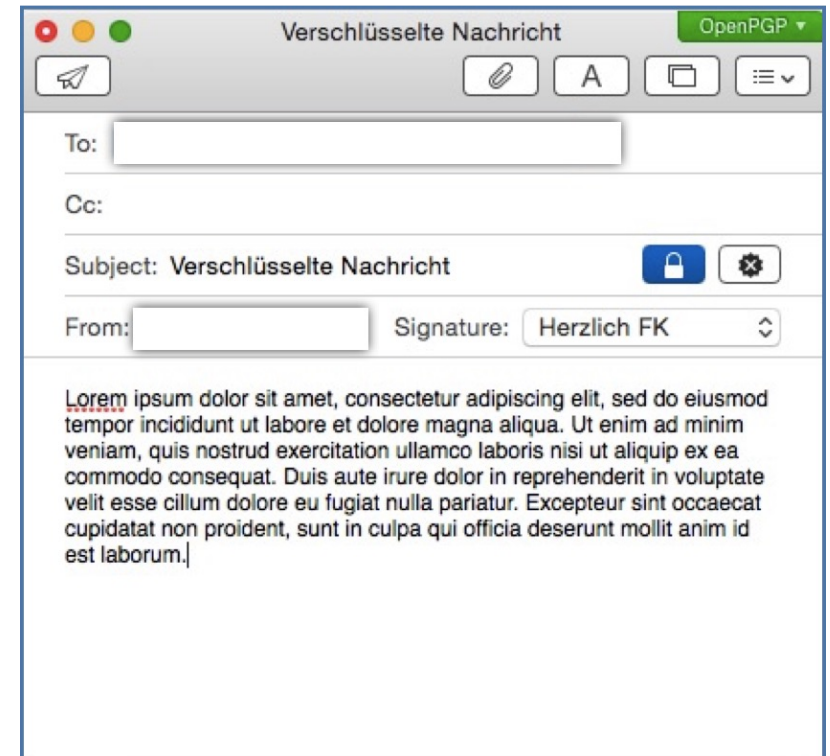 Verschlüsselte Nachricht
OpenPGP
A
To:
Cc:
Subject: Verschlüsselte Nachricht
From:
Signature: Herzlich FK
Lorem ipsum dolor sit amet, consectetur adipiscing elit, sed do eiusmod
tempor incididunt ut labore et dolore magna aliqua. Ut enim ad minim
veniam, quis nostrud exercitation ullamco laboris nisi ut aliquip ex ea
commodo consequat. Duis aute irure dolor in reprehenderit in voluptate
velit esse cillum dolore eu fugiat nulla pariatur. Excepteur sint occaecat
cupidatat non proident, sunt in culpa qui officia deserunt mollit anim id
est laborum.